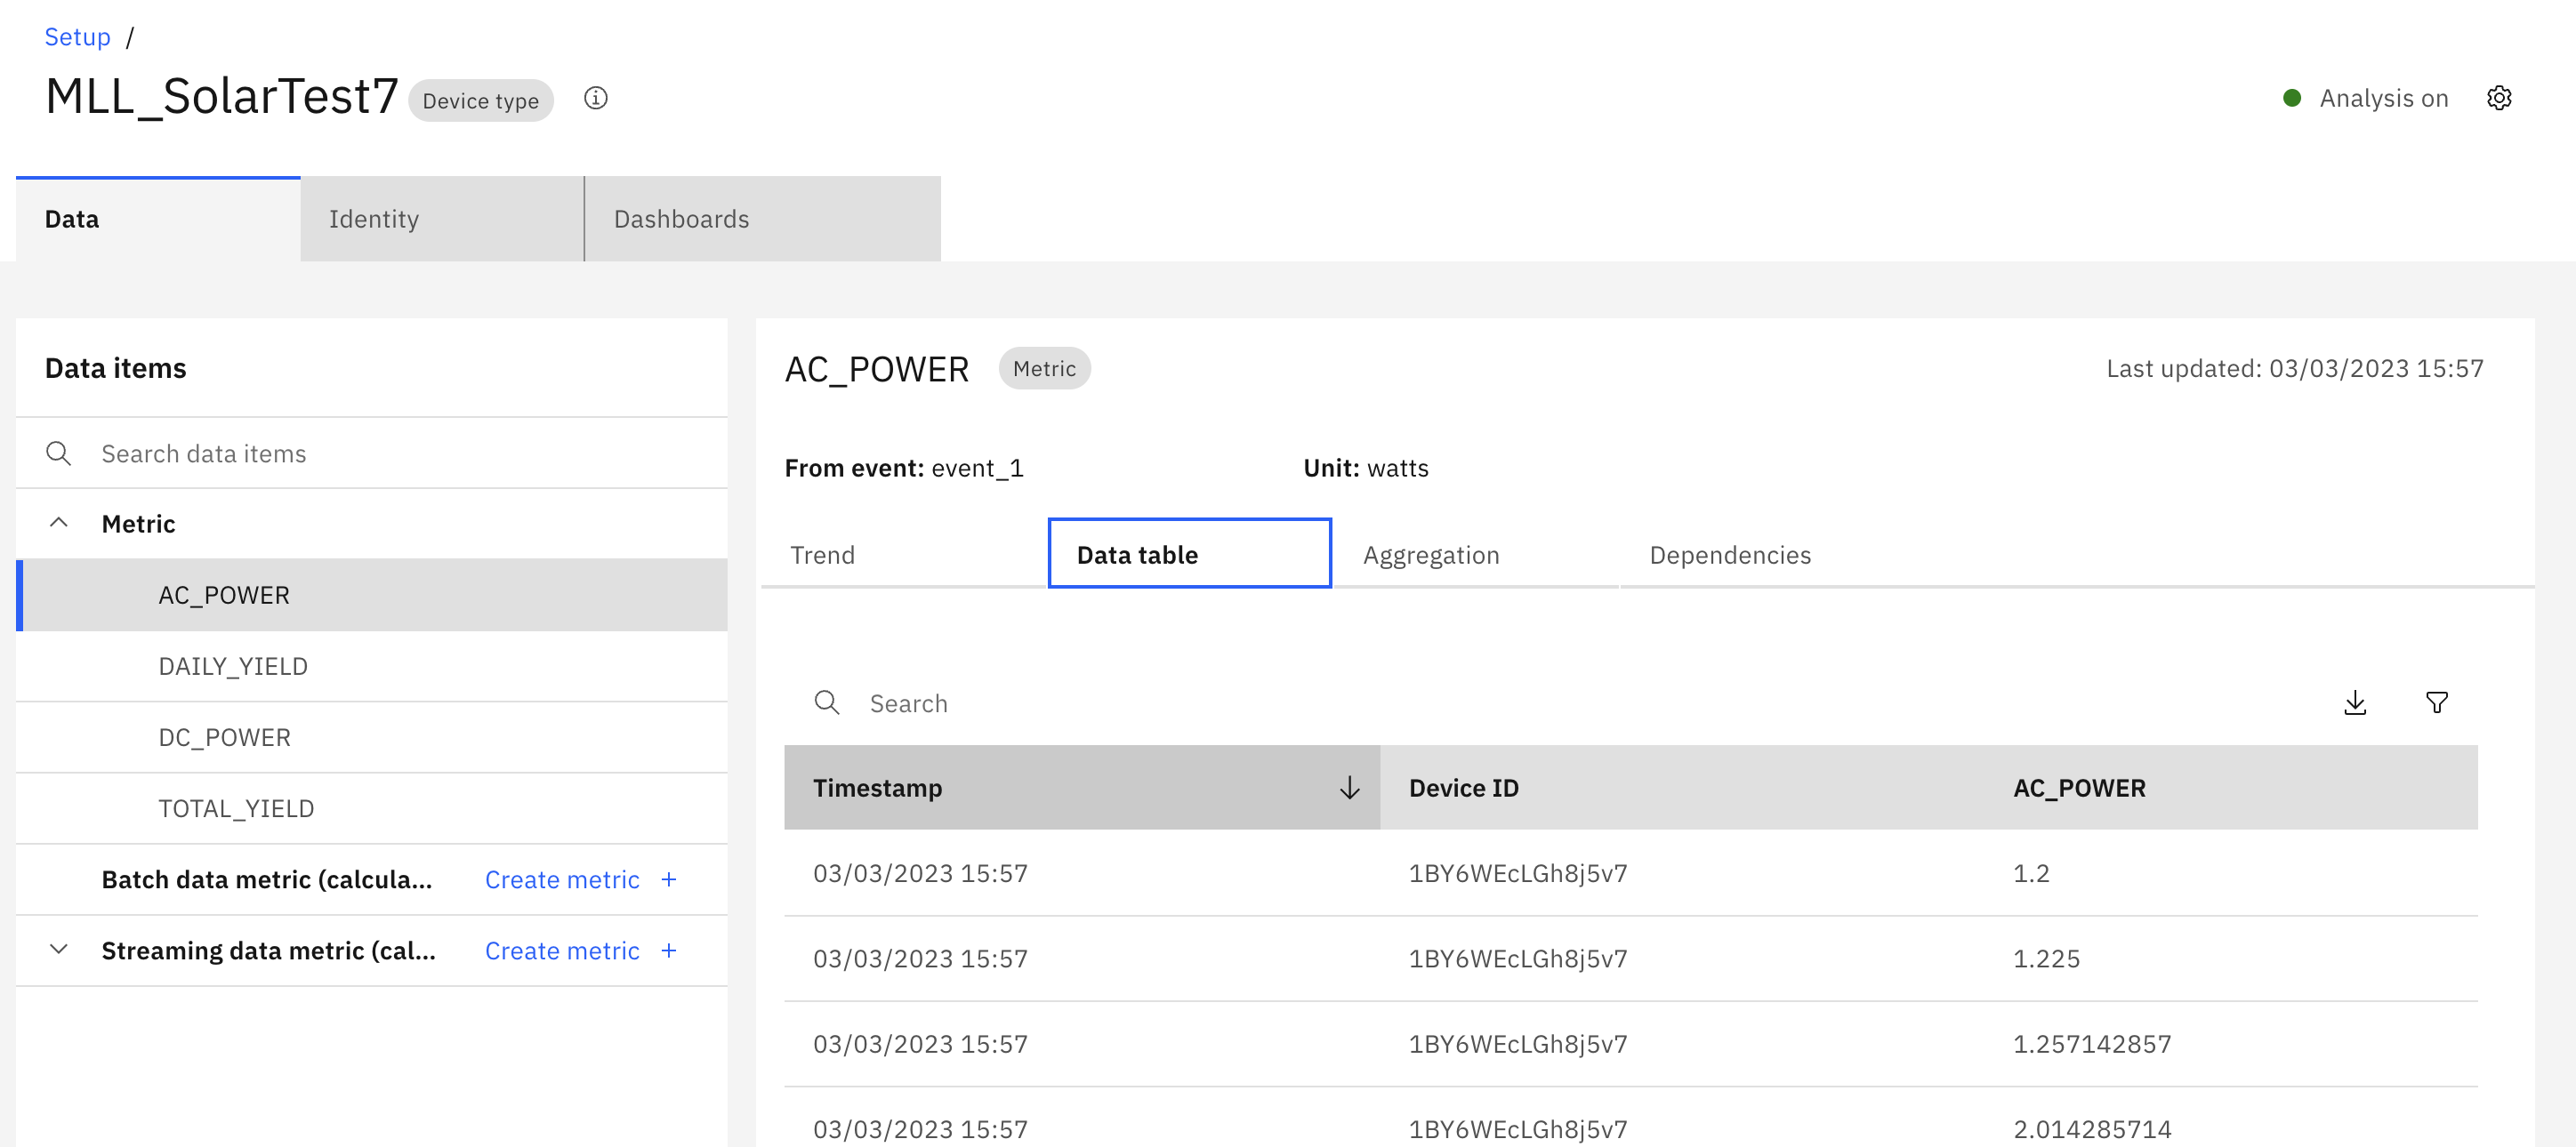 Setup /
MLL_SolarTest7 Device type
Analysis on
Data Identity Dashboards
Data items
Search data items
Metric
AC_POWER
DAILY_YIELD
DC_POWER
TOTAL_YIELD
Batch data metric (calcula... Create metric +
Streaming data metric (cal... Create metric +
AC_POWER Metric
Last updated: 03/03/2023 15:57
From event: event_1 Unit: watts
Trend Data table Aggregation Dependencies
Search
Timestamp Device ID AC_POWER
03/03/2023 15:57 1BY6WEcLGh8j5v7 1.2
03/03/2023 15:57 1BY6WEcLGh8j5v7 1.225
03/03/2023 15:57 1BY6WEcLGh8j5v7 1.257142857
03/03/2023 15:57 1BY6WEcLGh8j5v7 2.014285714